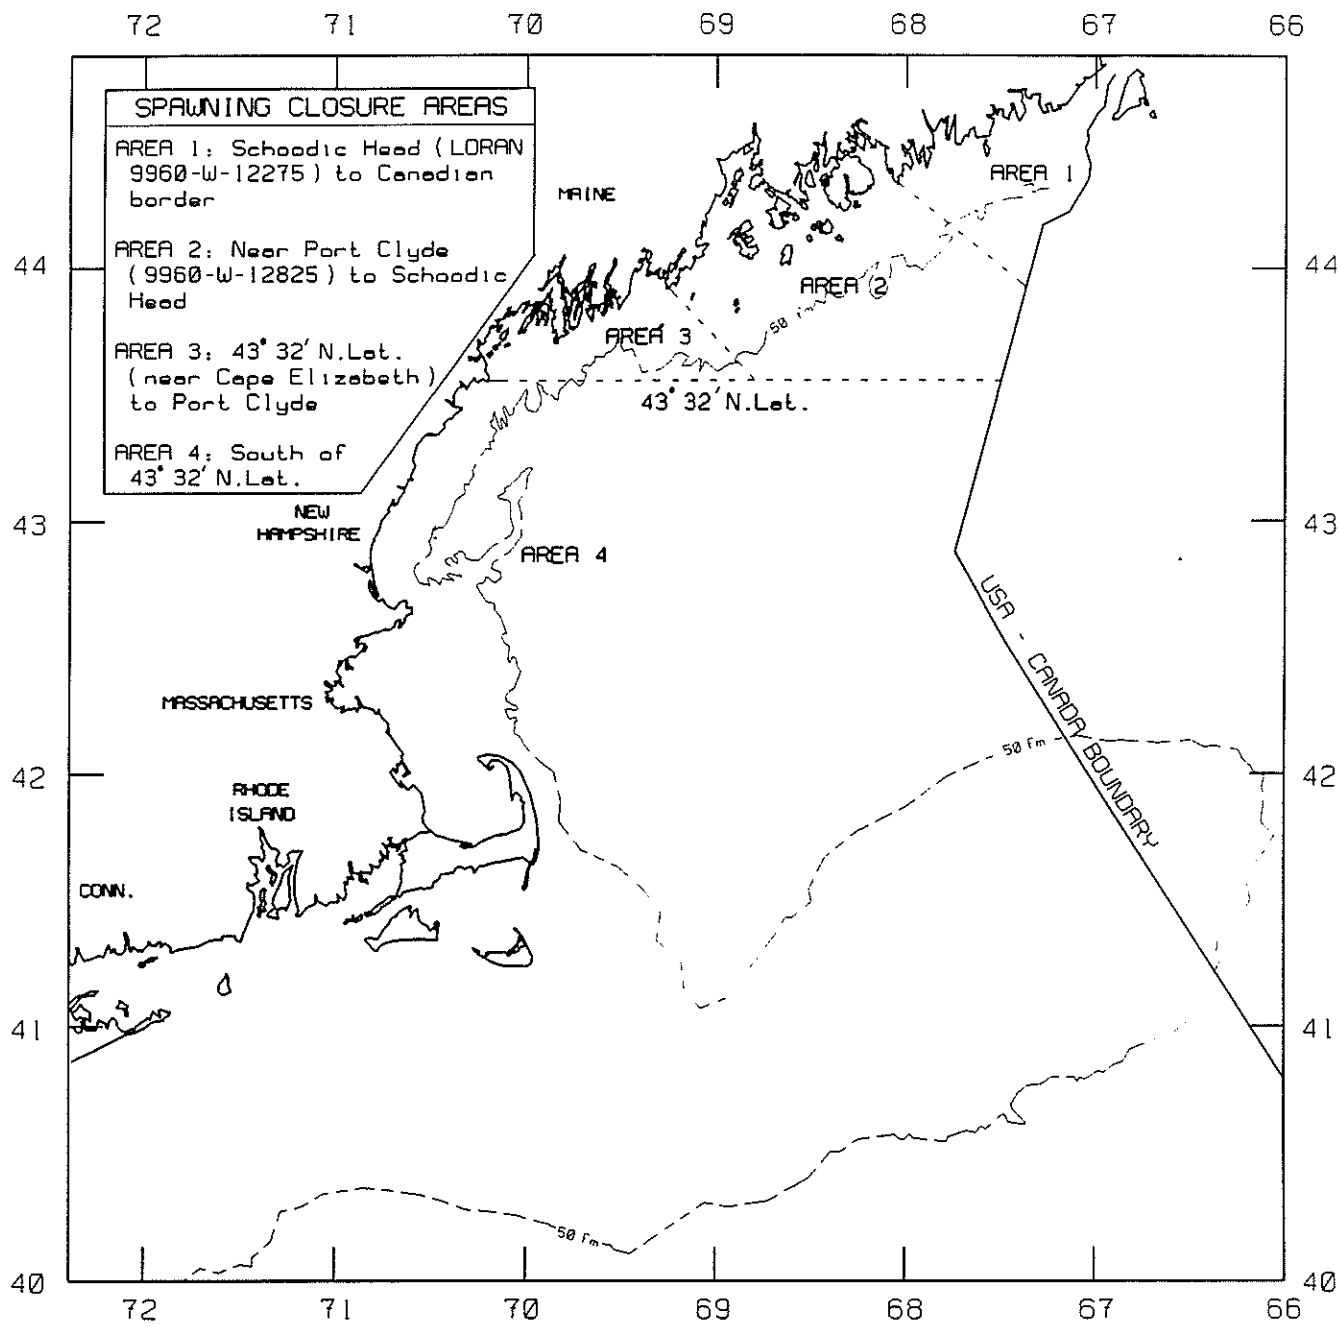 72 71 70 69 68 67 66
SPAWNING CLOSURE AREAS
AREA 1: Schoodic Head (LORAN
9960-W-12275) to Canadian
border
AREA 2: Near Port Clyde
(9960-W-12825) to Schoodic
Head
AREA 3: 43° 32' N.Lat.
(near Cape Elizabeth)
to Port Clyde
AREA 4: South of
43° 32' N.Lat.
MAINE
AREA 1
44
44
AREA 2
50 fm
AREA 3
43° 32' N.Lat.
43
43
NEW
HAMPSHIRE
AREA 4
USA - CANADA BOUNDARY
MASSACHUSETTS
50 fm
42
42
RHODE
ISLAND
CONN.
41
41
50 fm
40
40
72 71 70 69 68 67 66